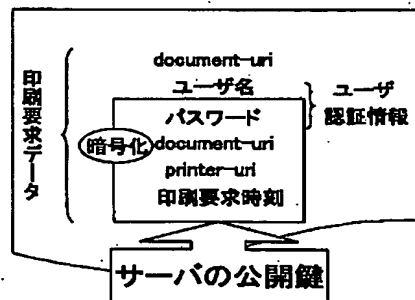 document-uri
ユーザ名
パスワード
document-uri
printer-uri
印刷要求時刻
印刷要求データ
暗号化
ユーザ
認証情報
サーバの公開鍵